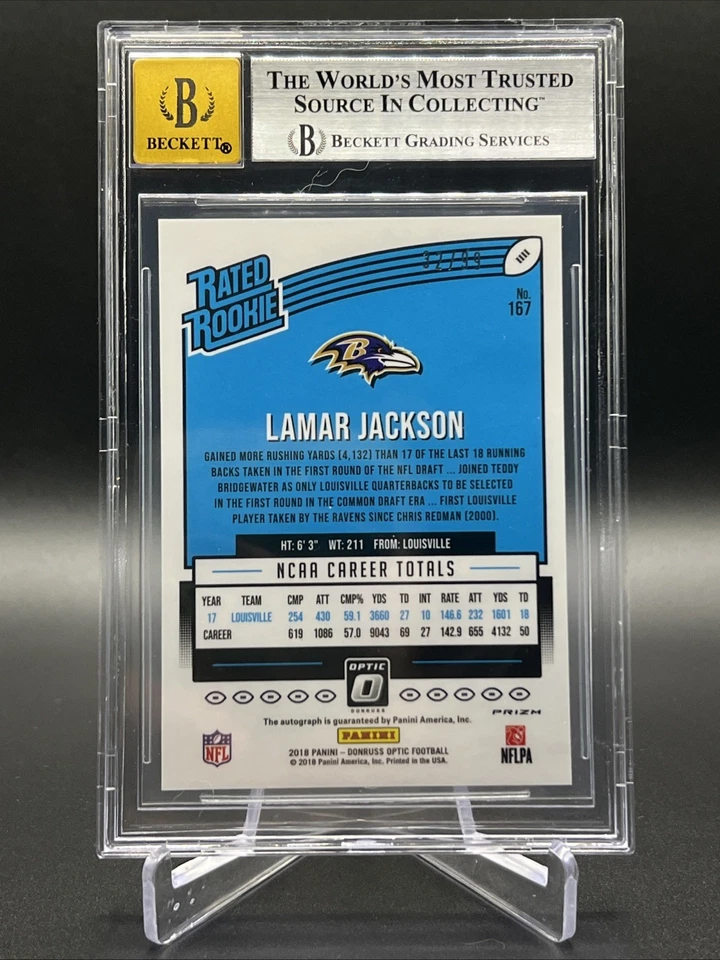 B
BECKETT®
THE WORLD'S MOST TRUSTED
SOURCE IN COLLECTING™
B BECKETT GRADING SERVICES
RATED
ROOKIE
No.
167
B
LAMAR JACKSON
GAINED MORE RUSHING YARDS (4,132) THAN 17 OF THE LAST 18 RUNNING
BACKS TAKEN IN THE FIRST ROUND OF THE NFL DRAFT ... JOINED TEDDY
BRIDGEWATER AS ONLY LOUISVILLE QUARTERBACKS TO BE SELECTED
IN THE FIRST ROUND IN THE COMMON DRAFT ERA ... FIRST LOUISVILLE
PLAYER TAKEN BY THE RAVENS SINCE CHRIS REDMAN (2000).
HT: 6' 3" WT: 211 FROM: LOUISVILLE
NCAA CAREER TOTALS
YEAR TEAM CMP ATT CMP% YDS TD INT RATE ATT YDS TD
17 LOUISVILLE 254 430 59.1 3660 27 10 146.6 232 1601 18
CAREER 619 1086 57.0 9043 69 27 142.9 655 4132 50
OPTIC
O
DONRUSS
PRIZM
The autograph is guaranteed by Panini America, Inc.
PANINI
NFL
2018 PANINI – DONRUSS OPTIC FOOTBALL
© 2018 Panini America, Inc. Printed in the USA.
NFLPA